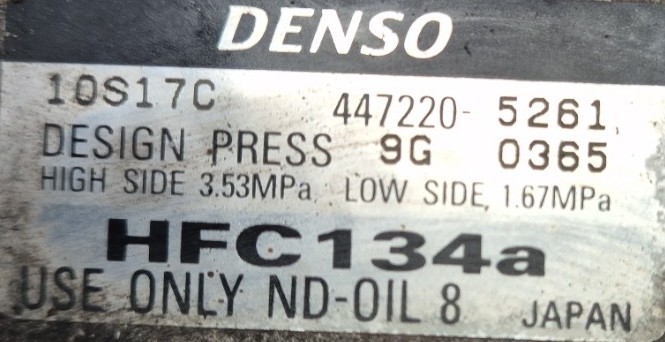 DENSO
10S17C 447220-5261
DESIGN PRESS 9G 0365
HIGH SIDE 3.53MPa LOW SIDE 1.67MPa
HFC134a
USE ONLY ND-OIL 8 JAPAN